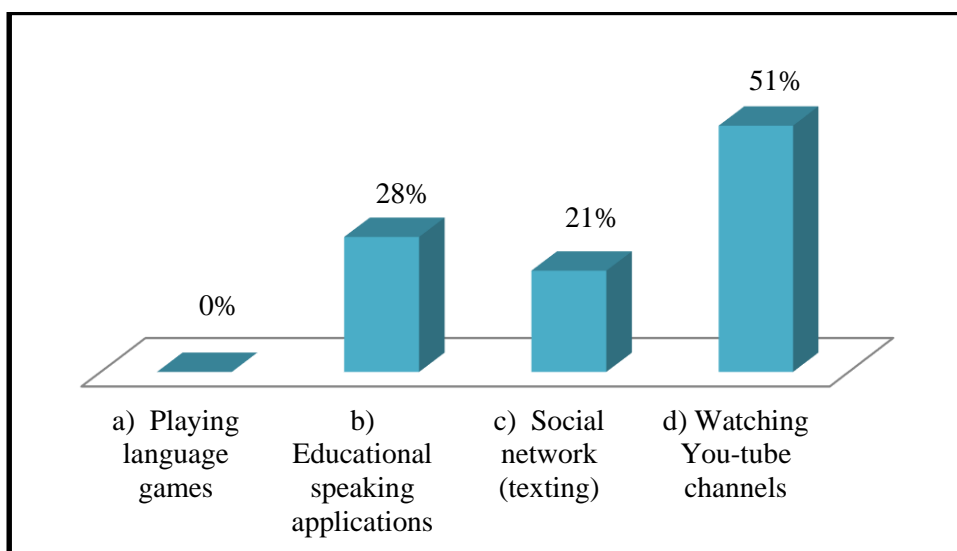 51%
28%
21%
0%
a) Playing
language
games
b)
Educational
speaking
applications
c) Social
network
(texting)
d) Watching
You-tube
channels